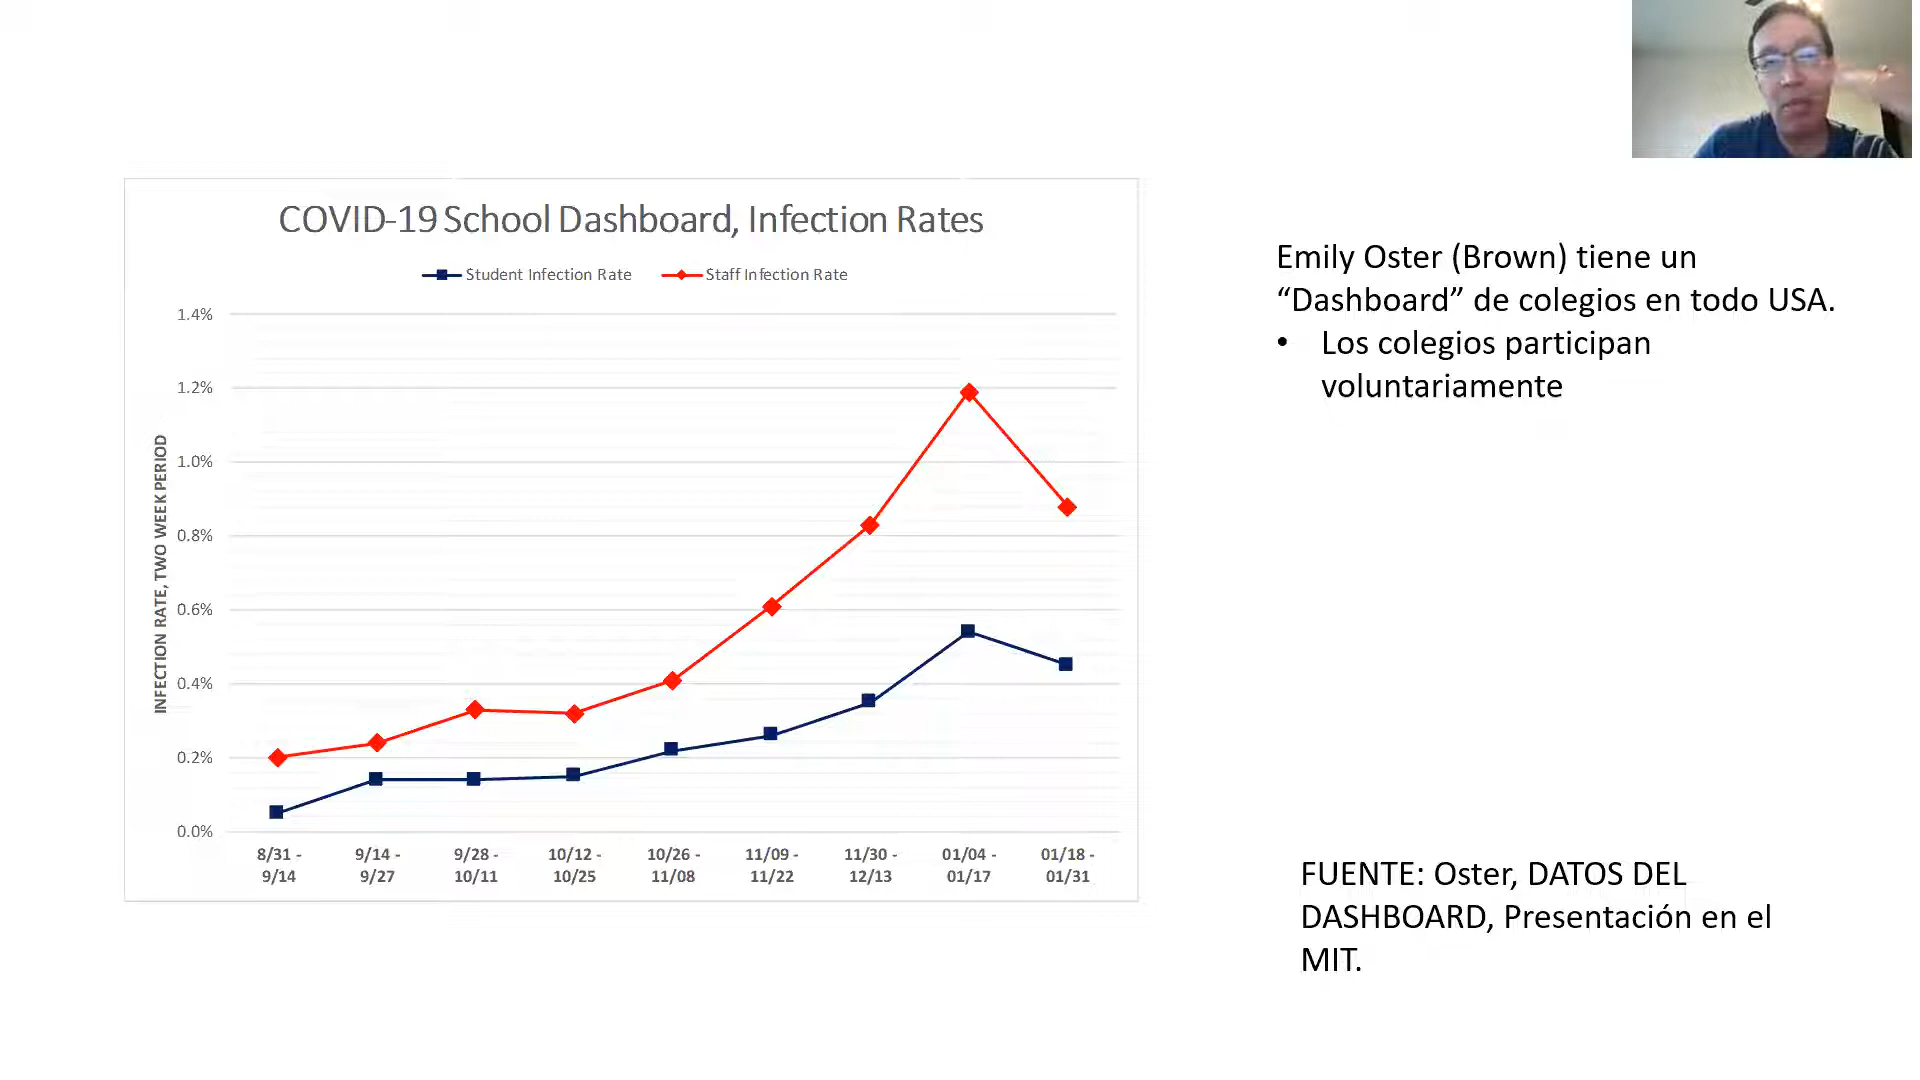 COVID-19 School Dashboard, Infection Rates
Student Infection Rate
Staff Infection Rate
INFECTION RATE, TWO WEEK PERIOD
1.4%
1.2%
1.0%
0.8%
0.6%
0.4%
0.2%
0.0%
8/31 -
9/14
9/14 -
9/27
9/28 -
10/11
10/12 -
10/25
10/26 -
11/08
11/09 -
11/22
11/30 -
12/13
01/04 -
01/17
01/18 -
01/31
Emily Oster (Brown) tiene un
“Dashboard” de colegios en todo USA.
• Los colegios participan
voluntariamente
FUENTE: Oster, DATOS DEL
DASHBOARD, Presentación en el
MIT.